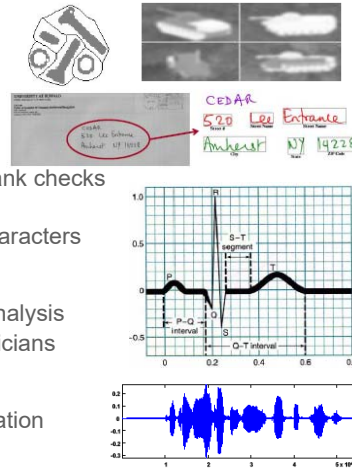 CEDAR
520 Lee Entrance
Amherst NY 14228
CEDAR
520 Lee Entrance
Street # Street Name
Amherst NY 14228
City State ZIP Code
ank checks
aracters
nalysis
icians
ation
R
1.0
S-T
segment
0.5
P
T
0
P-Q
interval
Q
S
-0.5
Q-T interval
0 0.2 0.4 0.6 0.8
0.2
0.1
0
-0.1
-0.2
-0.3
1 2 3 4 5